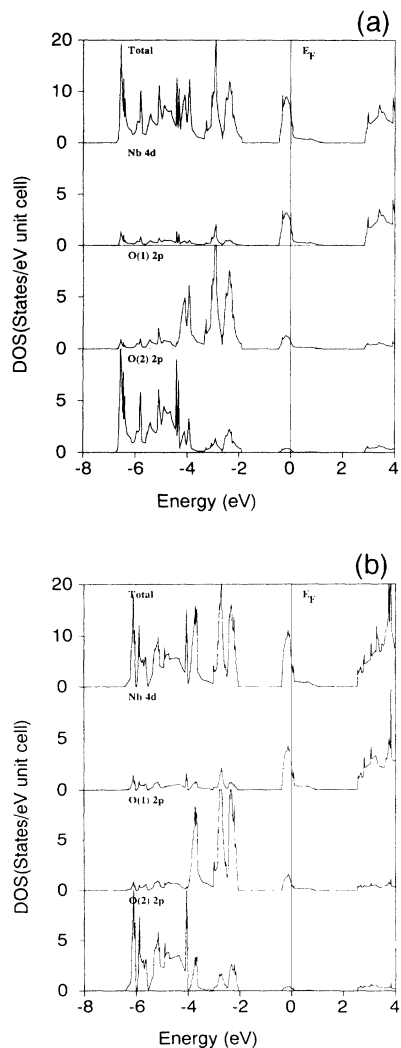 (a)
20
Total
E_F
10
0
Nb 4d
5
0
O(1) 2p
5
0
O(2) 2p
5
0
-8 -6 -4 -2 0 2 4
DOS(States/eV unit cell)
Energy (eV)
(b)
20
Total
E_F
10
0
Nb 4d
5
0
O(1) 2p
5
0
O(2) 2p
5
0
-8 -6 -4 -2 0 2 4
DOS(States/eV unit cell)
Energy (eV)